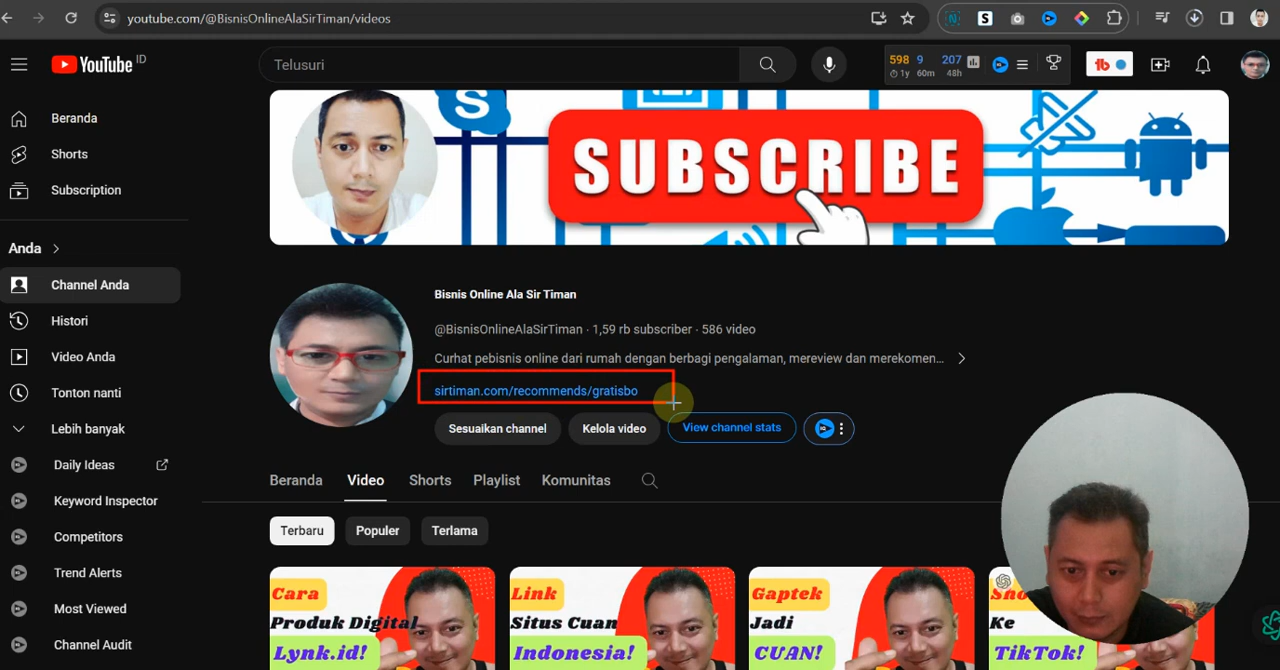 youtube.com/@BisnisOnlineAlaSirTiman/videos
YouTube ID
Telusuri
598 9 207
1y 60m 48h
Beranda
Shorts
Subscription
SUBSCRIBE
Anda
Channel Anda
Histori
Video Anda
Tonton nanti
Lebih banyak
Daily Ideas
Keyword Inspector
Competitors
Trend Alerts
Most Viewed
Channel Audit
Bisnis Online Ala Sir Timan
@BisnisOnlineAlaSirTiman · 1,59 rb subscriber · 586 video
Curhat pebisnis online dari rumah dengan berbagi pengalaman, mereview dan merekomen...
sirtiman.com/recommends/gratisbo
Sesuaikan channel
Kelola video
View channel stats
Beranda Video Shorts Playlist Komunitas
Terbaru Populer Terlama
Cara
Produk Digital
Lynk.id!
Link
Situs Cuan
Indonesia!
Gaptek
Jadi
CUAN!
Ke
TikTok!